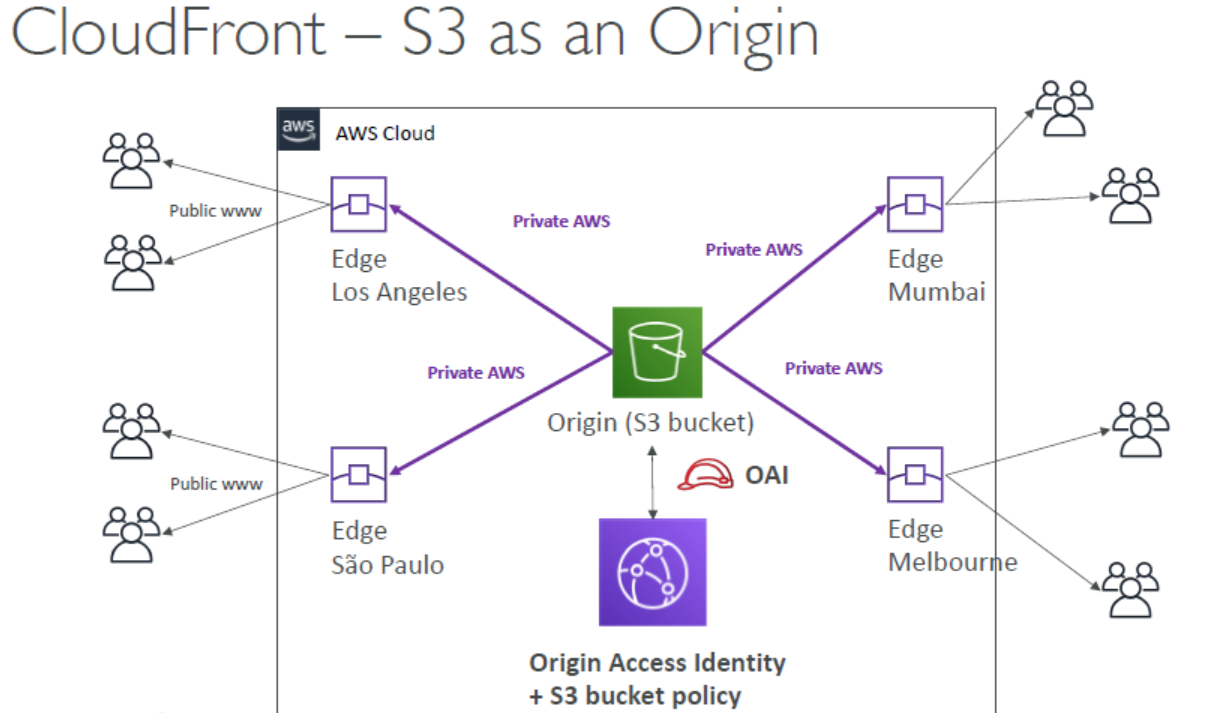 CloudFront – S3 as an Origin
aws
AWS Cloud
Public www
Private AWS
Private AWS
Edge
Los Angeles
Edge
Mumbai
Private AWS
Private AWS
Origin (S3 bucket)
OAI
Public www
Edge
São Paulo
Edge
Melbourne
Origin Access Identity
+ S3 bucket policy